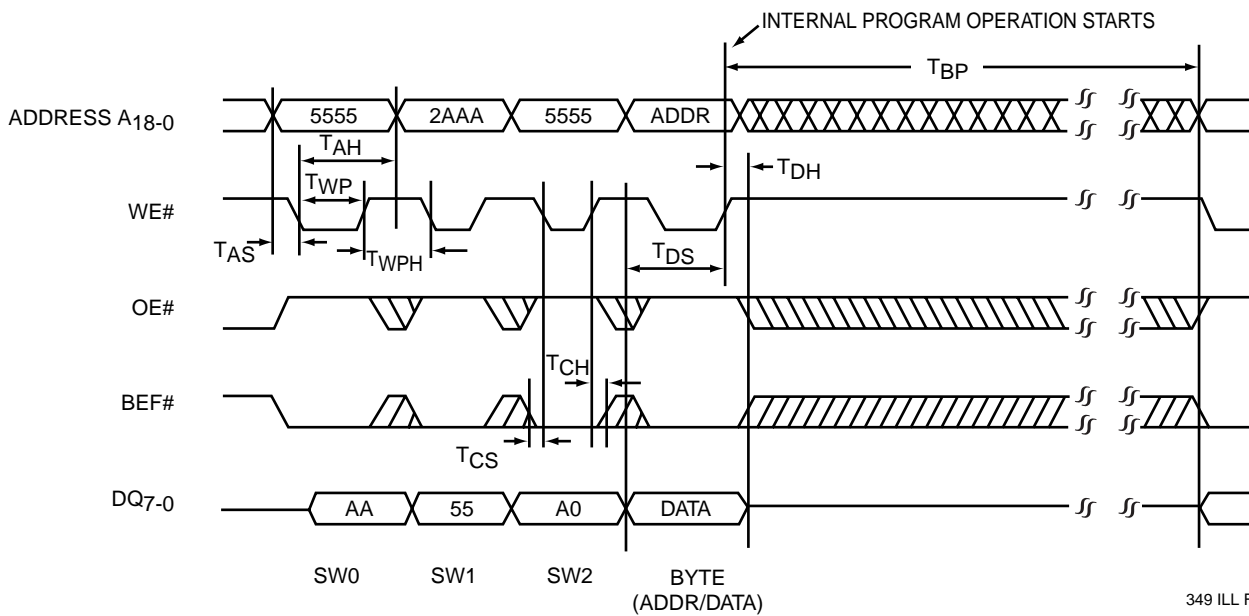 INTERNAL PROGRAM OPERATION STARTS
TBP
ADDRESS A18-0
5555
2AAA
5555
ADDR
TAH
TDH
TWP
WE#
TAS
TWPH
TDS
OE#
TCH
BEF#
TCS
DQ7-0
AA
55
A0
DATA
SW0
SW1
SW2
BYTE
(ADDR/DATA)
349 ILL F